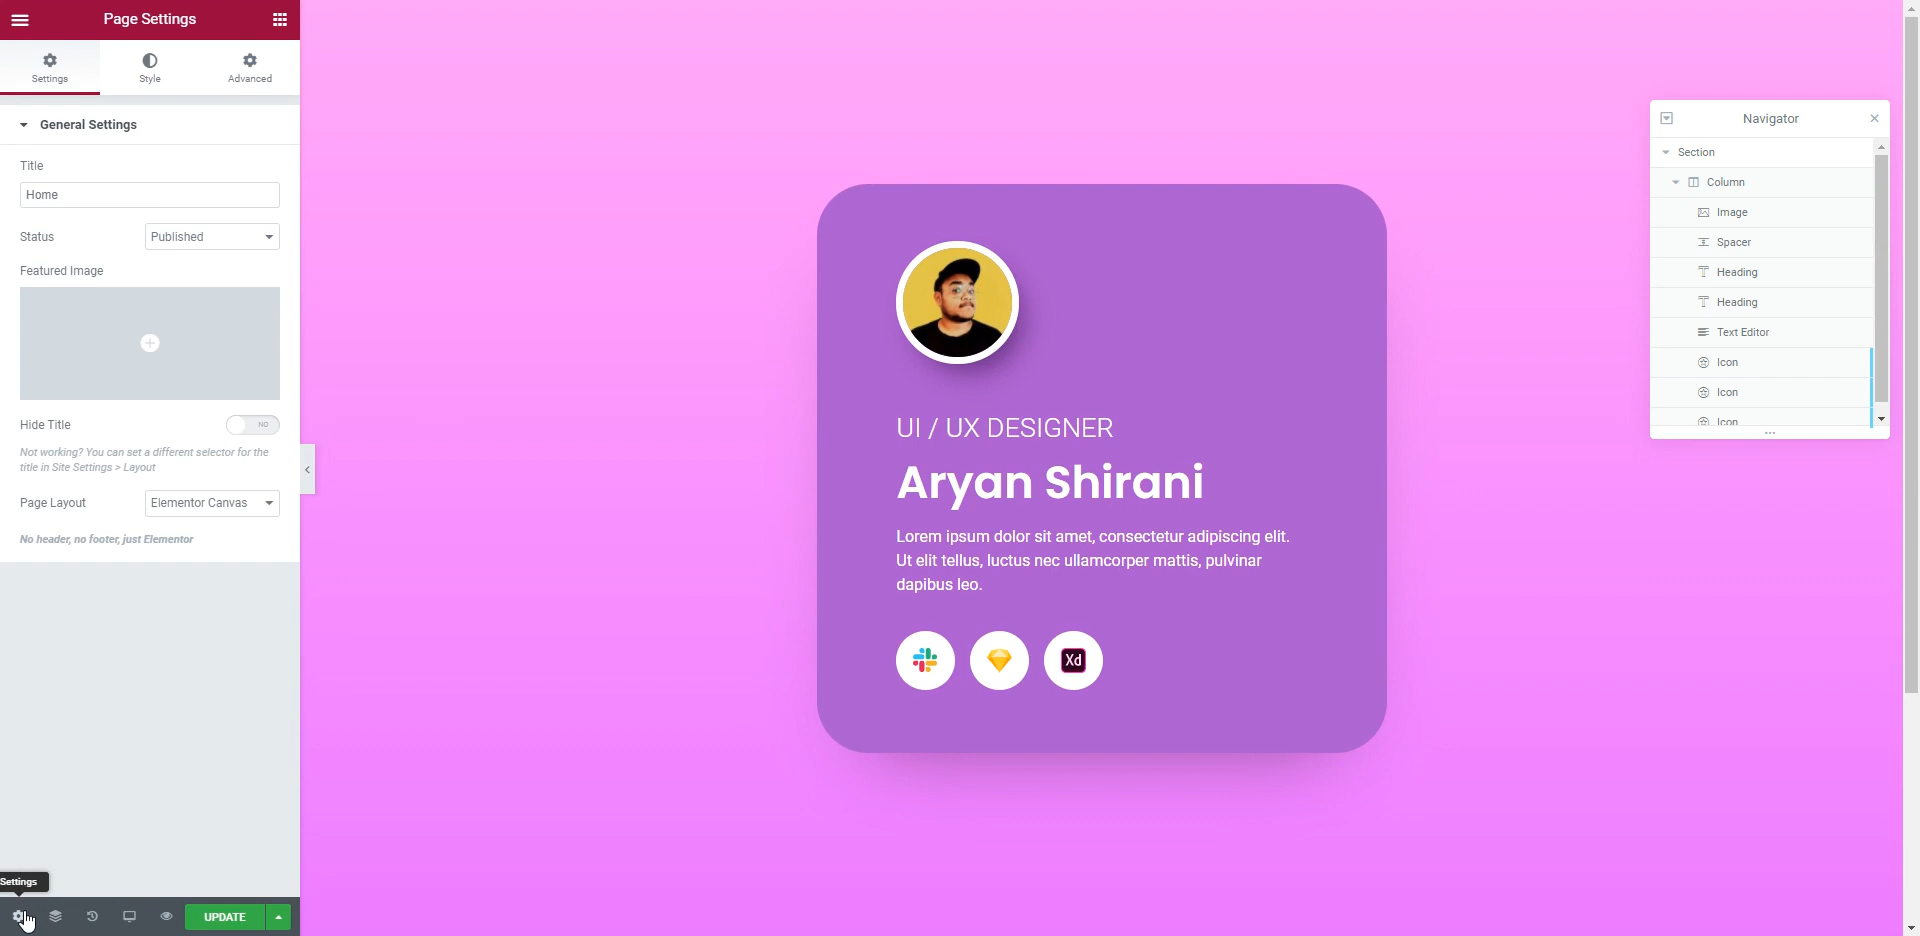 Page Settings
Settings
Style
Advanced
General Settings
Title
Home
Status
Published
Featured Image
Hide Title
NO
Not working? You can set a different selector for the
title in Site Settings > Layout
Page Layout
Elementor Canvas
No header, no footer, just Elementor
Settings
UPDATE
UI / UX DESIGNER
Aryan Shirani
Lorem ipsum dolor sit amet, consectetur adipiscing elit.
Ut elit tellus, luctus nec ullamcorper mattis, pulvinar
dapibus leo.
Xd
Navigator
Section
Column
Image
Spacer
Heading
Heading
Text Editor
Icon
Icon
Icon